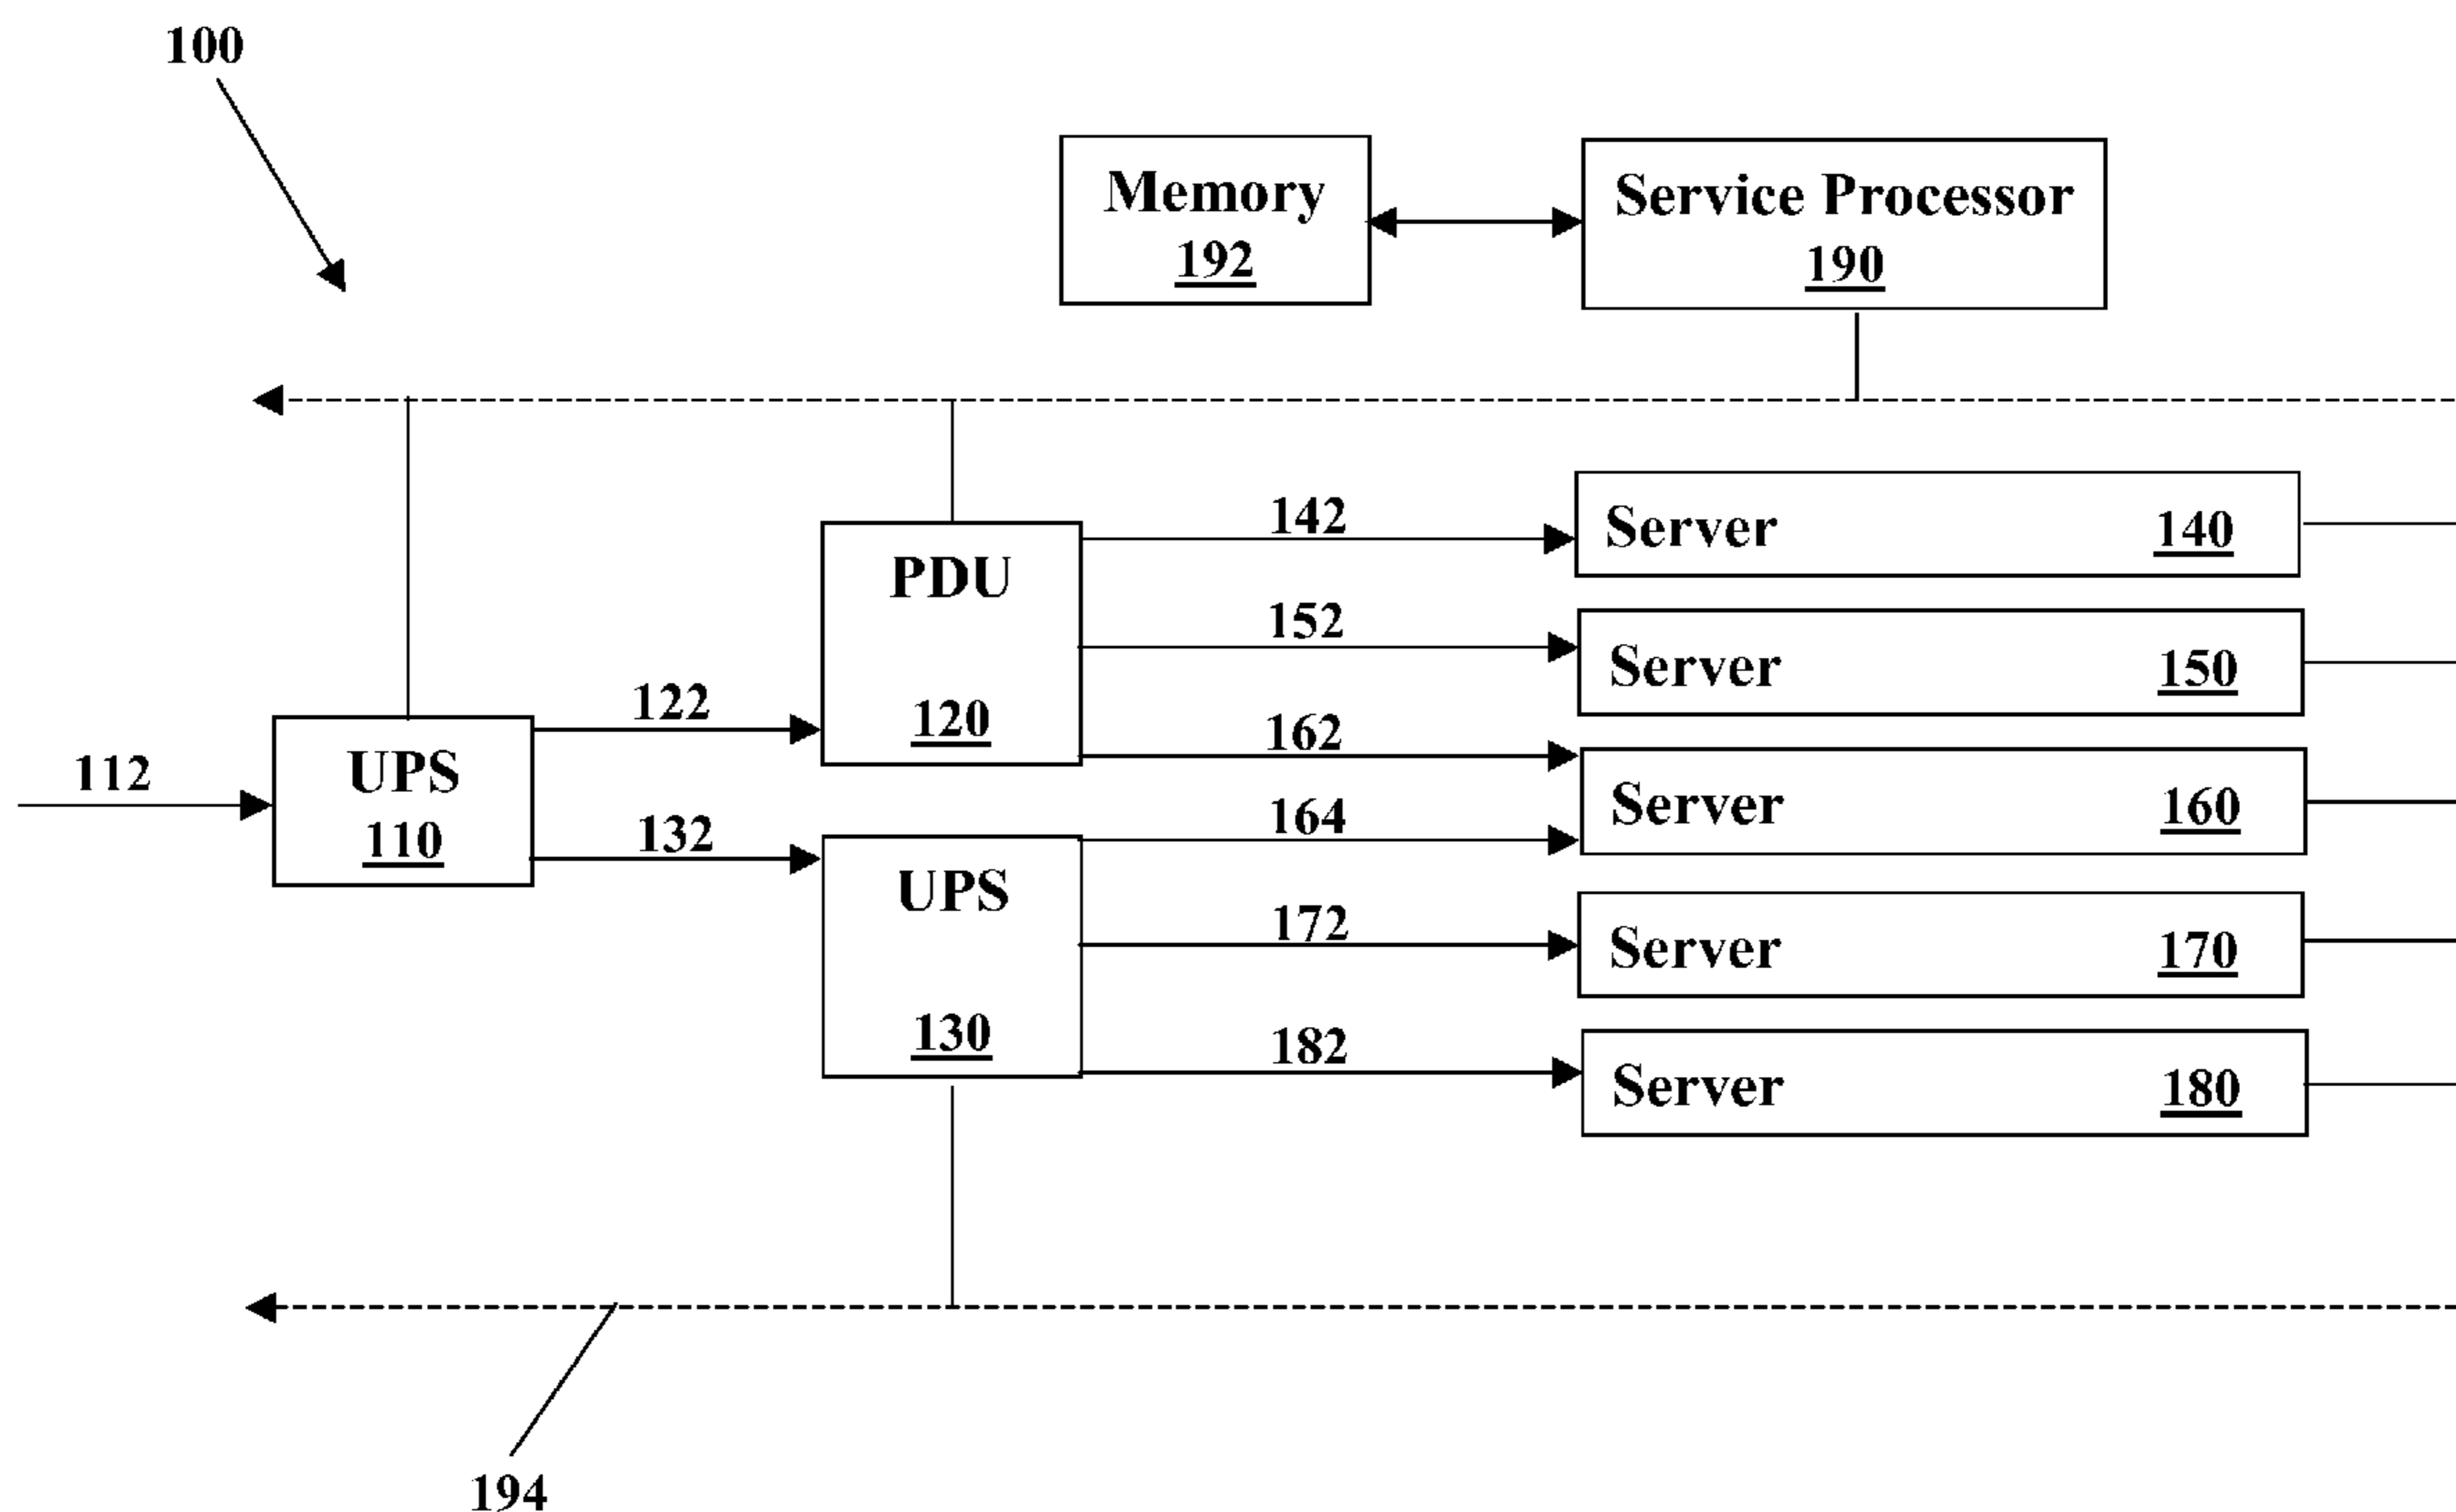 100
Memory
192
Service Processor
190
142
Server 140
PDU
120
152
Server 150
122
162
112
UPS
110
Server 160
132
164
UPS
130
172
Server 170
182
Server 180
194